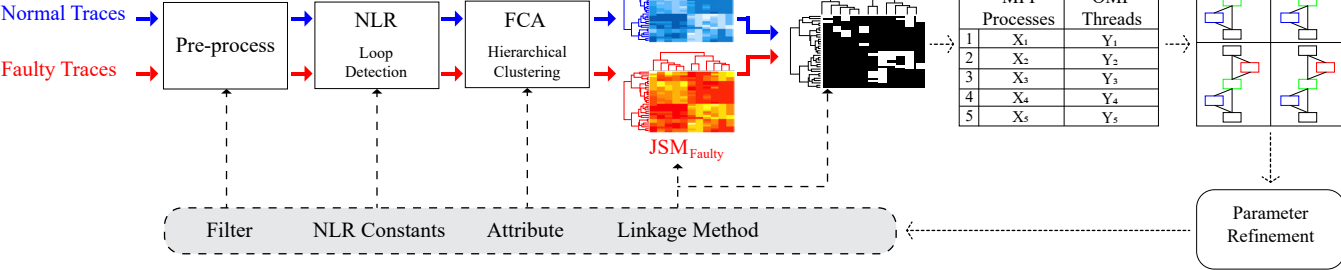 Normal Traces
Faulty Traces
Pre-process
NLR
Loop
Detection
FCA
Hierarchical
Clustering
JSM Faulty
Processes Threads
1 X₁ Y₁
2 X₂ Y₂
3 X₃ Y₃
4 X₄ Y₄
5 X₅ Y₅
Filter NLR Constants Attribute Linkage Method
Parameter
Refinement